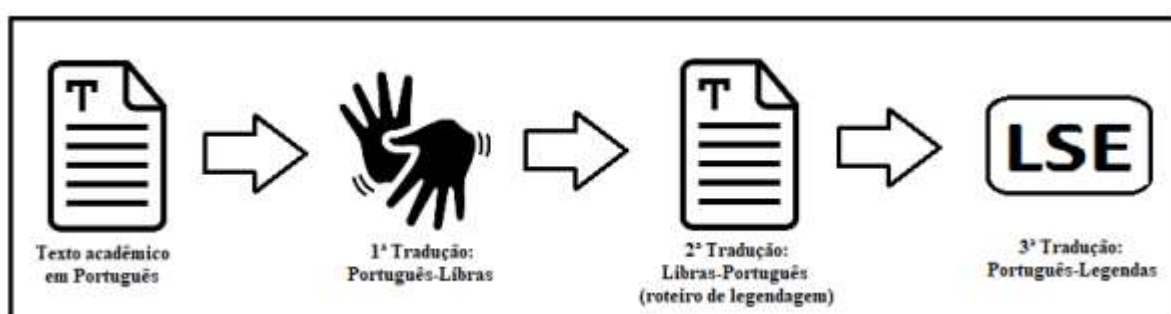 T
Texto acadêmico
em Português
1ª Tradução:
Português-Libras
T
2ª Tradução:
Libras-Português
(roteiro de legendagem)
LSE
3ª Tradução:
Português-Legendas